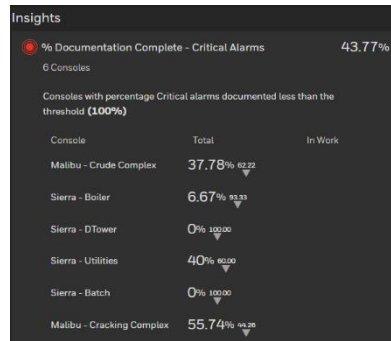 Insights
% Documentation Complete - Critical Alarms 43.77%
6 Consoles
Consoles with percentage Critical alarms documented less than the
threshold (100%)
Console Total In Work
Malibu - Crude Complex 37.78% 62.22
Sierra - Boiler 6.67% 93.33
Sierra - DTower 0% 100.00
Sierra - Utilities 40% 60.00
Sierra - Batch 0% 100.00
Malibu - Cracking Complex 55.74% 44.26